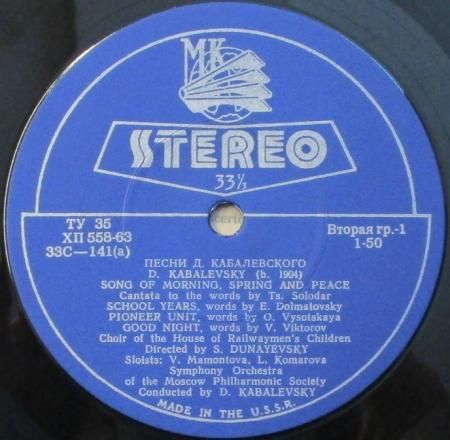 МК
STEREO
33⅓
ТУ 35
ХП 558-63
33С—141(а)
Вторая гр.-1
1-50
ПЕСНИ Д. КАБАЛЕВСКОГО
D. KABALEVSKY (b. 1904)
SONG OF MORNING, SPRING AND PEACE
Cantata to the words by Ts. Solodar
SCHOOL YEARS, words by E. Dolmatovsky
PIONEER UNIT, words by O. Vysotskaya
GOOD NIGHT, words by V. Viktorov
Choir of the House of Railwaymen's Children
Directed by S. DUNAYEVSKY
Sloists: V. Mamontova, L. Komarova
Symphony Orchestra
of the Moscow Philharmonic Society
Conducted by D. KABALEVSKY
MADE IN THE U.S.S.R.